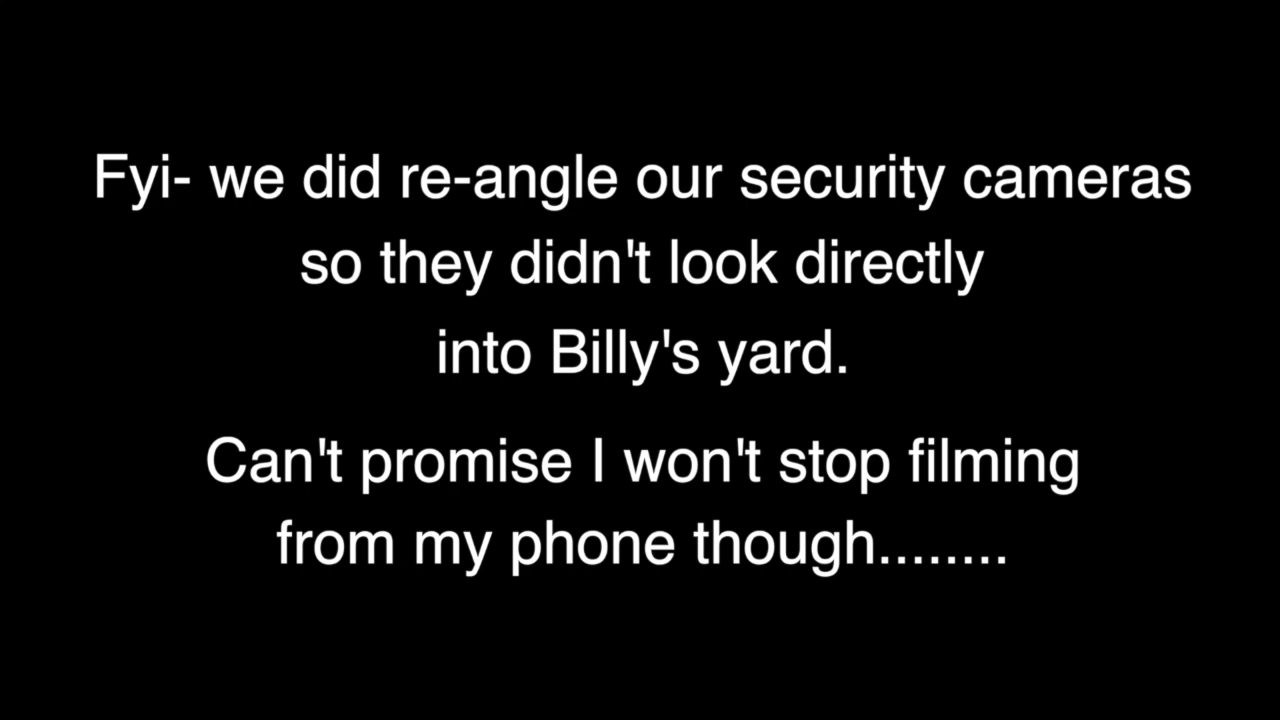 Fyi- we did re-angle our security cameras
so they didn't look directly
into Billy's yard.
Can't promise I won't stop filming
from my phone though........